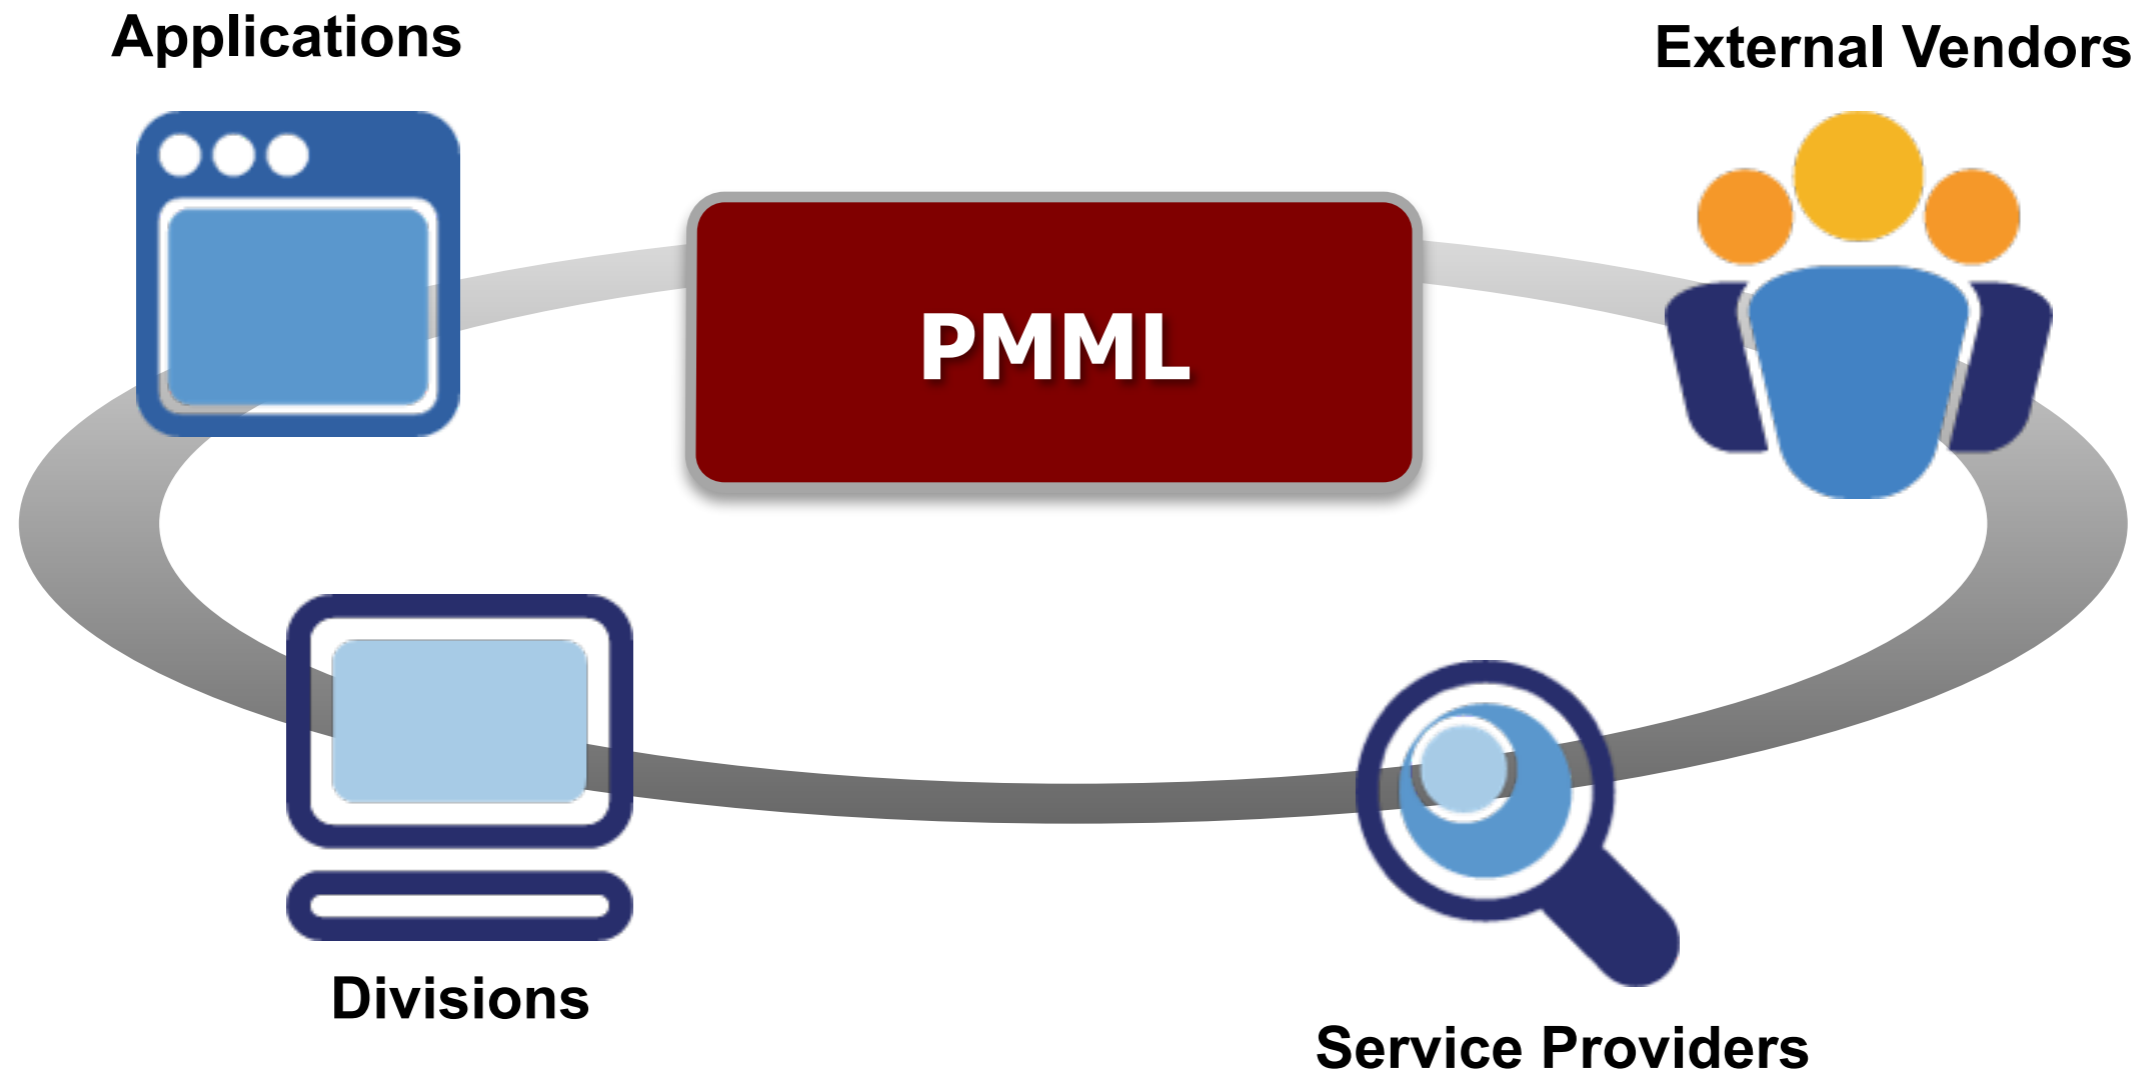 Applications
External Vendors
PMML
Divisions
Service Providers